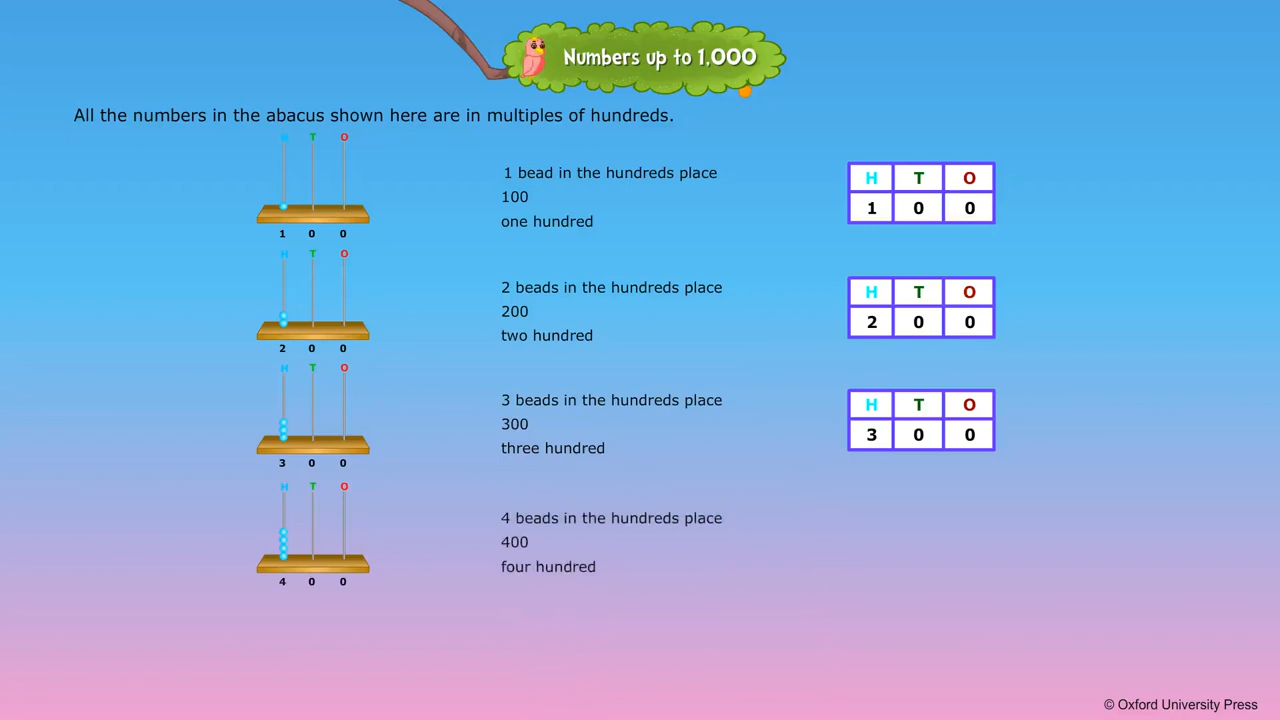 Numbers up to 1,000
All the numbers in the abacus shown here are in multiples of hundreds.
H T O
1 0 0
1 bead in the hundreds place
100
one hundred
H T O
1 0 0
H T O
2 0 0
2 beads in the hundreds place
200
two hundred
H T O
2 0 0
H T O
3 0 0
3 beads in the hundreds place
300
three hundred
H T O
3 0 0
H T O
4 0 0
4 beads in the hundreds place
400
four hundred
© Oxford University Press